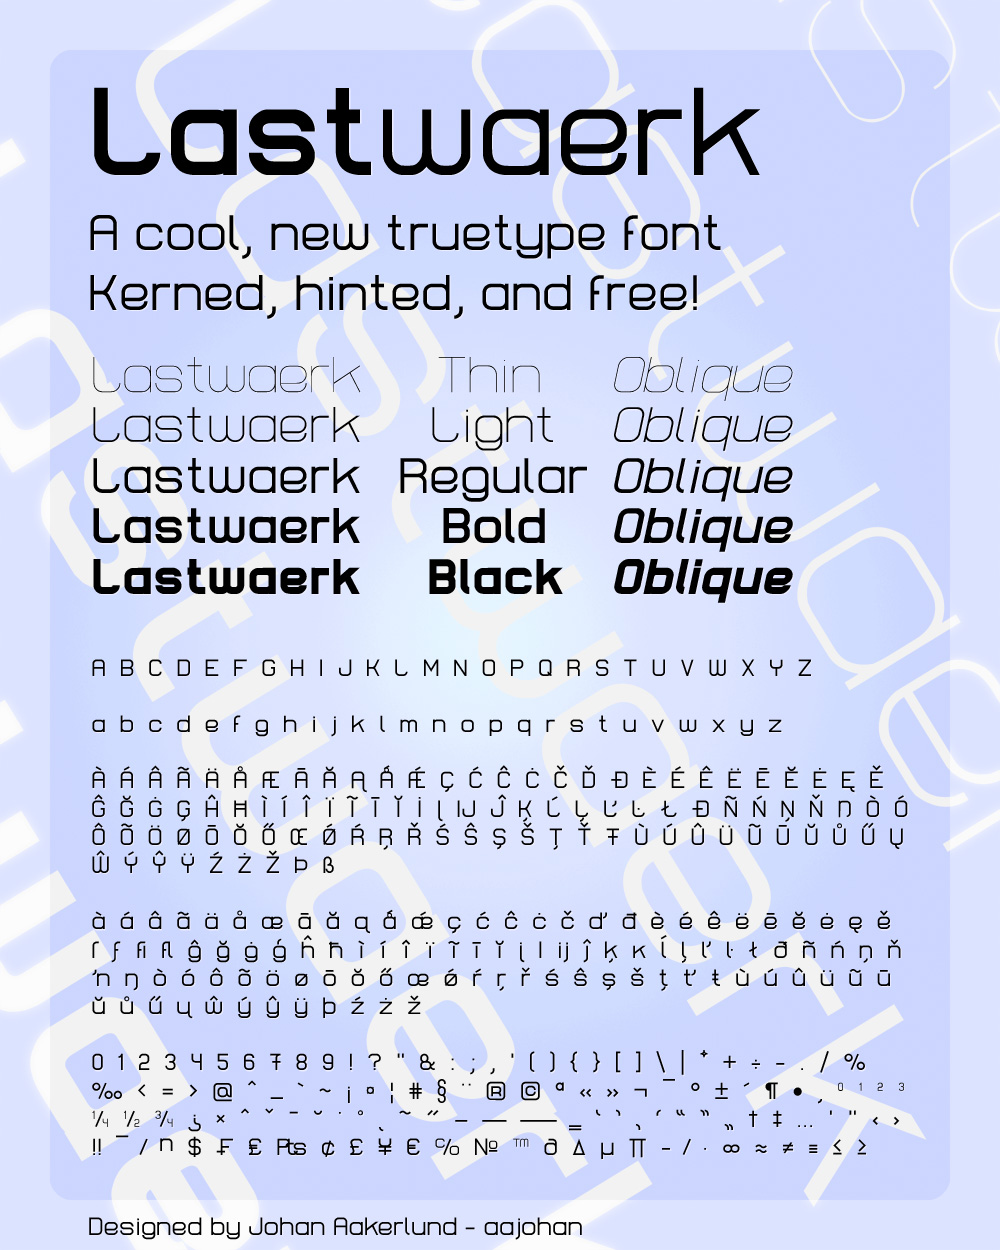 Lastwaerk
A cool, new truetype font
Kerned, hinted, and free!
Lastwaerk Thin Oblique
Lastwaerk Light Oblique
Lastwaerk Regular Oblique
Lastwaerk Bold Oblique
Lastwaerk Black Oblique
A B C D E F G H I J K L M N O P Q R S T U V W X Y Z
a b c d e f g h i j k l m n o p q r s t u v w x y z
À Á Â Ã Ä Å Æ Ā Ă Ą Ǻ Ǽ Ç Ć Ĉ Ċ Č Ď Đ È É Ê Ë Ē Ĕ Ė Ę Ě
Ĝ Ğ Ġ Ģ Ĥ Ħ Ì Í Î Ï Ĩ Ī Ĭ İ Į Ĳ Ĵ Ķ Ĺ Ļ Ľ Ŀ Ł Ð Ñ Ń Ņ Ň Ŋ Ò Ó
Ô Õ Ö Ø Ō Ŏ Ő Œ Ǿ Ŕ Ŗ Ř Ś Ŝ Ş Š Ţ Ť Ŧ Ù Ú Û Ü Ũ Ū Ŭ Ů Ű Ų
Ŵ Ý Ŷ Ÿ Ź Ż Ž Þ ß
à á â ã ä å æ ā ă ą ǻ ǽ ç ć ĉ ċ č ď đ è é ê ë ē ĕ ė ę ě
ſ ƒ ﬁ ﬂ ĝ ğ ġ ģ ĥ ħ ì í î ï ĩ ī ĭ į ı ĳ ĵ ķ ĸ ĺ ļ ľ ŀ ł ð ñ ń ņ ň
ŉ ŋ ò ó ô õ ö ø ō ŏ ő œ ǿ ŕ ŗ ř ś ŝ ş š ţ ť ŧ ù ú û ü ũ ū
ŭ ů ű ų ŵ ý ŷ ÿ þ ź ż ž
0 1 2 3 4 5 6 7 8 9 ! ? " & : ; , ' ( ) { } [ ] \ | * + ÷ - . / %
‰ < = > @ ^ _ ` ~ ¡ ¤ ¦ # § ¨ ® © ª « » ¬ ¯ ° ± ´ ¶ • ¸ ⁰ ¹ ² ³
¼ ½ ¾ ¿ × ˆ ˇ ˉ ˘ ˙ ˚ ˛ ˜ ˝ – — ― ‗ ‘ ’ ‚ ‛ “ ” „ † ‡ … ′ ″ ‹ ›
‼ ‾ ⁄ ⁿ $ ₣ ₤ ₧ ¢ £ ¥ € ℅ № ™ ∂ ∆ µ ∏ − ∕ ∙ ∞ ≈ ≠ ≡ ≤ ≥
Designed by Johan Aakerlund - aajohan